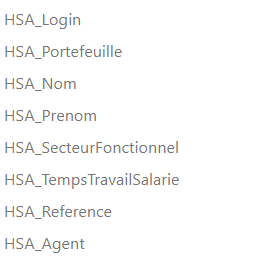 HSA_Login
HSA_Portefeuille
HSA_Nom
HSA_Prenom
HSA_SecteurFonctionnel
HSA_TempsTravailSalarie
HSA_Reference
HSA_Agent